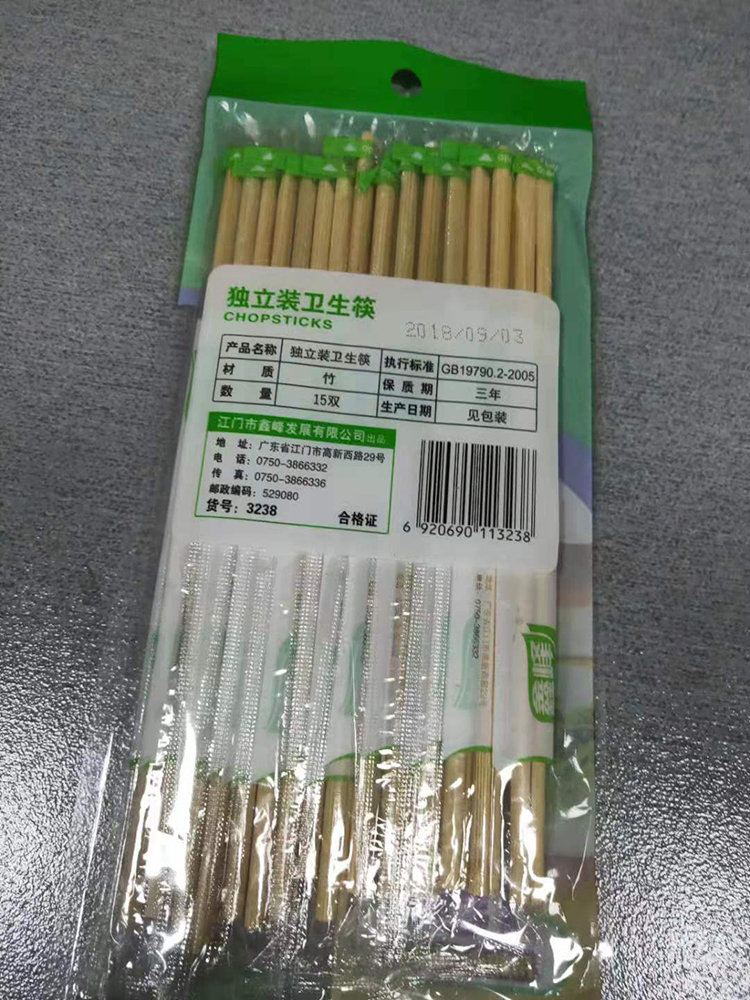 独立装卫生筷
CHOPSTICKS
2018/09/03
产品名称 独立装卫生筷 执行标准 GB19790.2-2005
材 质 竹 保 质 期 三年
数 量 15双 生产日期 见包装
江门市鑫峰发展有限公司出品
地 址：广东省江门市高新西路29号
电 话：0750-3866332
传 真：0750-3866336
邮政编码：529080
货号：3238
合格证
6 920690 113238